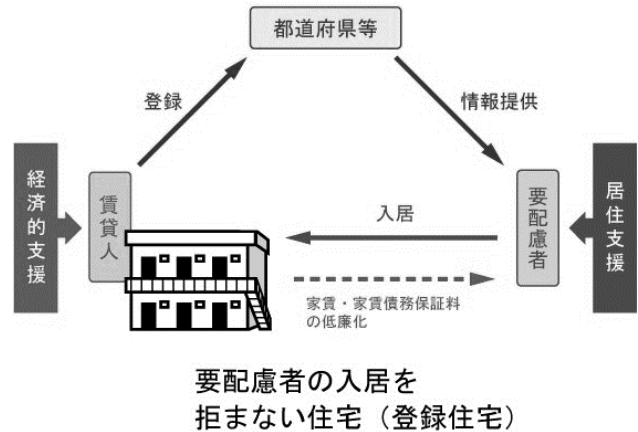 都道府県等
登録
情報提供
経済的支援
賃貸人
入居
要配慮者
居住支援
家賃・家賃債務保証料
の低廉化
要配慮者の入居を
拒まない住宅（登録住宅）